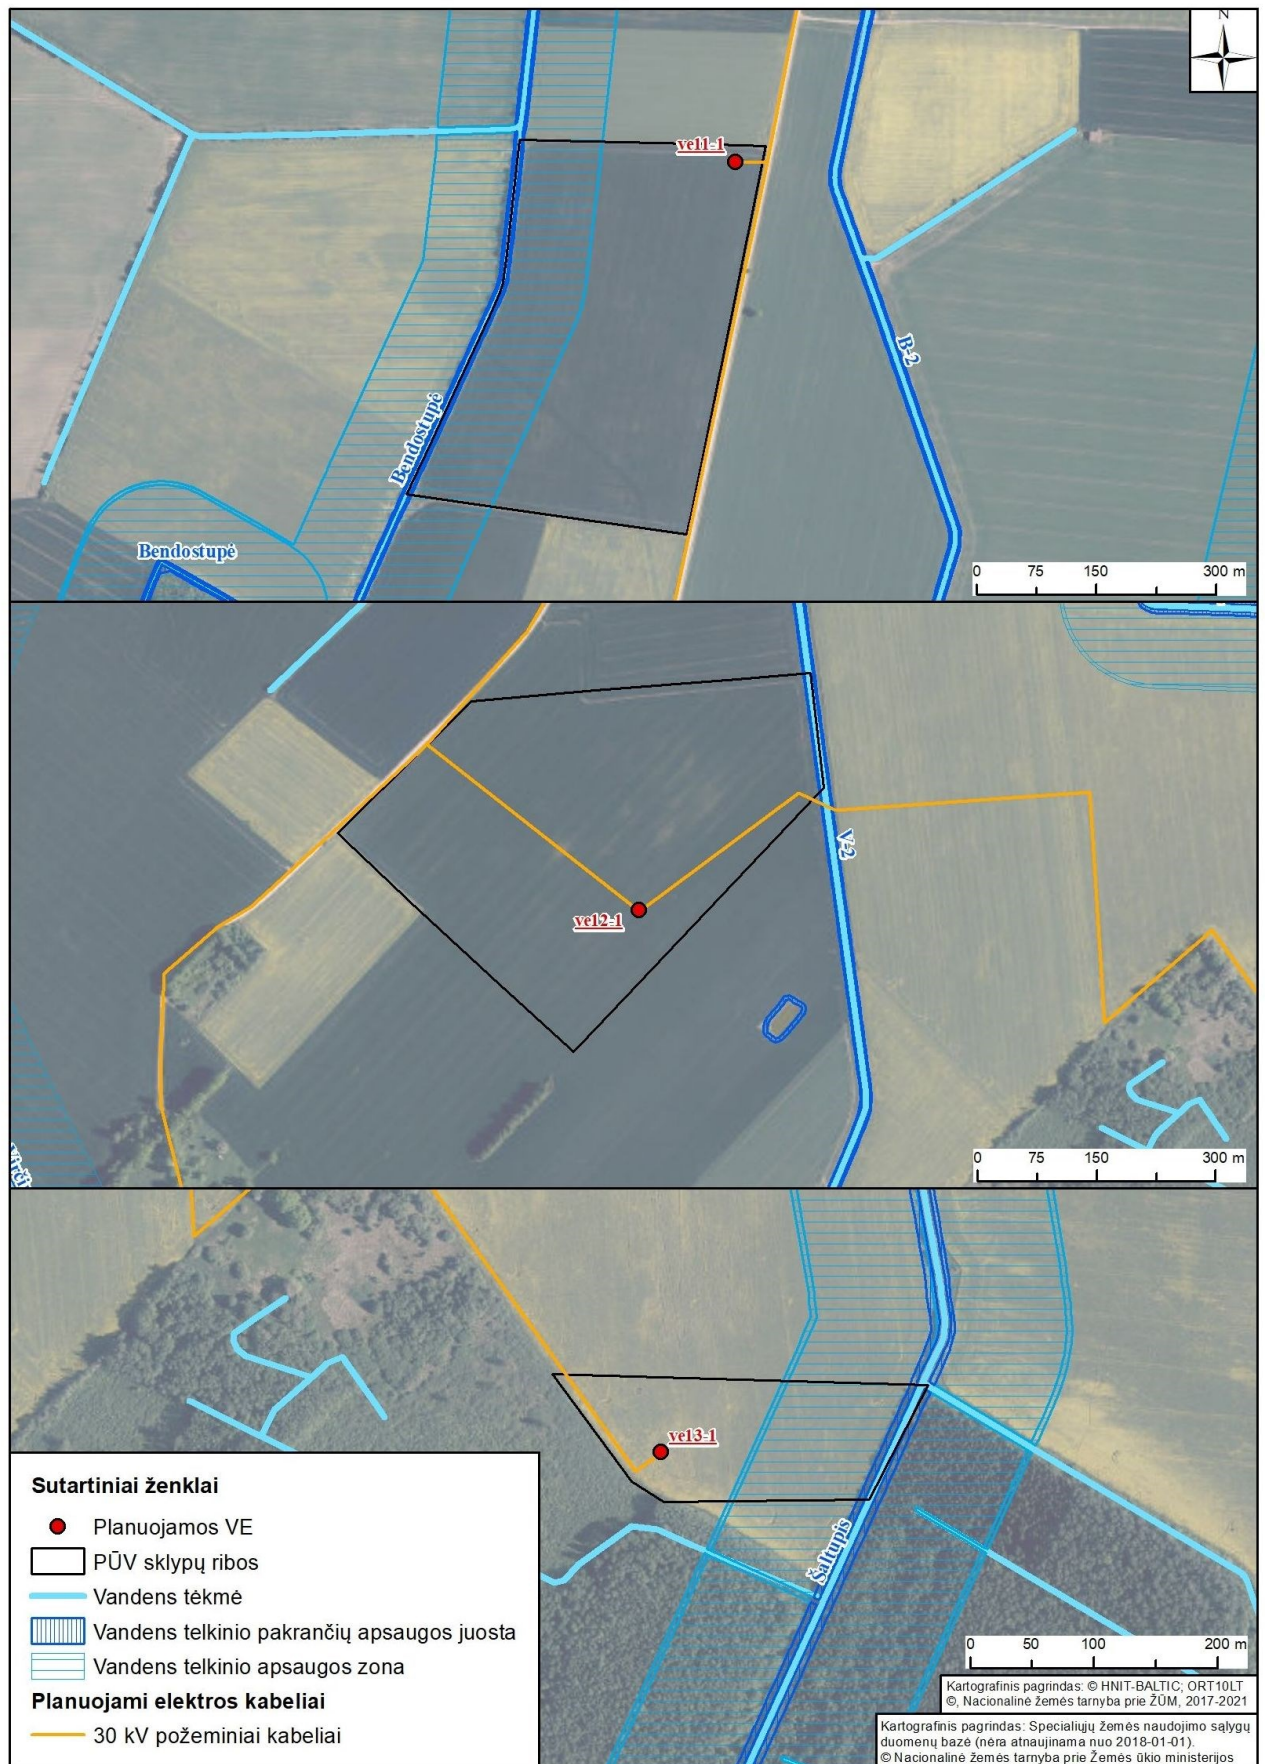 N
ve11-1
B-2
Bendostupė
Bendostupė
0 75 150 300 m
V-2
ve12-1
0 75 150 300 m
ve13-1
Šaltupis
Sutartiniai ženklai
Planuojamos VE
PŪV sklypų ribos
Vandens tėkmė
Vandens telkinio pakrančių apsaugos juosta
Vandens telkinio apsaugos zona
Planuojami elektros kabeliai
30 kV požeminiai kabeliai
0 50 100 200 m
Kartografinis pagrindas: © HNIT-BALTIC; ORT10LT
©, Nacionalinė žemės tarnyba prie ŽŪM, 2017-2021
Kartografinis pagrindas: Specialiųjų žemės naudojimo sąlygų
duomenų bazė (nėra atnaujinama nuo 2018-01-01).
© Nacionalinė žemės tarnyba prie Žemės ūkio ministerijos